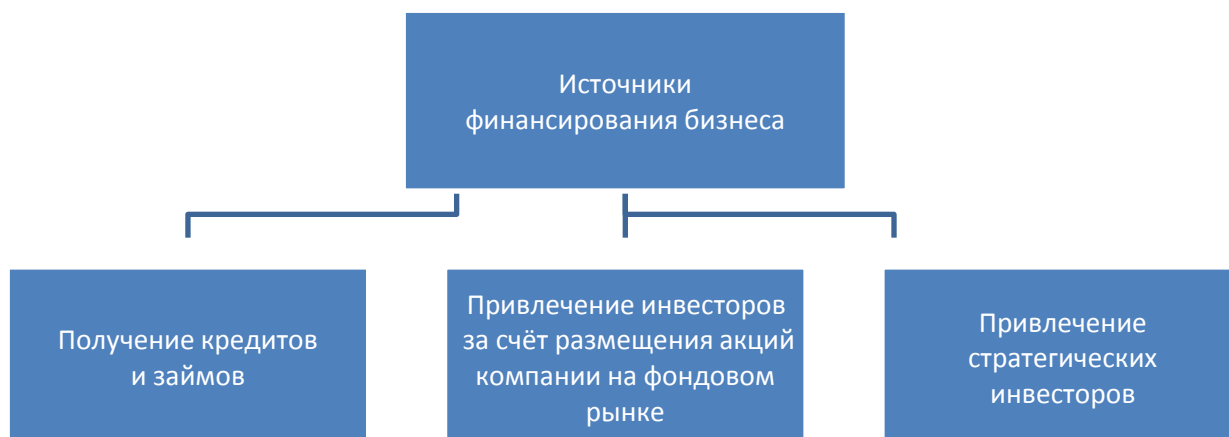 Источники
финансирования бизнеса
Получение кредитов
и займов
Привлечение инвесторов
за счёт размещения акций
компании на фондовом
рынке
Привлечение
стратегических
инвесторов